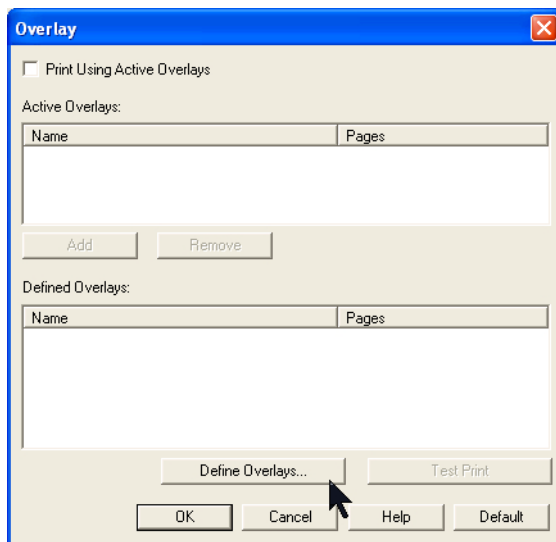 Overlay
Print Using Active Overlays
Active Overlays:
Name Pages
Add Remove
Defined Overlays:
Name Pages
Define Overlays... Test Print
OK Cancel Help Default